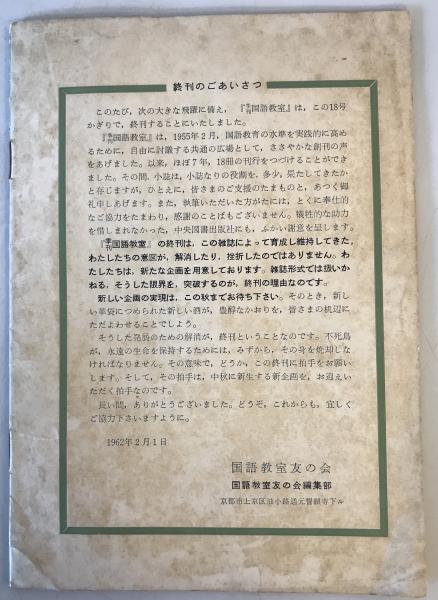 終刊のごあいさつ
このたび、次の大きな飛躍に備え、『季刊国語教室』は、この18号
かぎりで、終刊することにいたしました。
『季刊国語教室』は、1955年2月、国語教育の水準を実践的に高め
るために、自由に討議する共通の広場として、ささやかな創刊の声
をあげました。以来、ほぼ7年、18冊の刊行をつづけることができ
ました。その間、小誌は、小誌なりの役割を、多少、果たしてきたか
と存じますが、ひとえに、皆さまのご支援のたまものと、あつく御
礼申しあげます。また、執筆いただいた方がたには、とくに奉仕的
なご協力をたまわり、感謝のことばもございません。犠牲的な助力
を惜しまれなかった、中央図書出版社にも、ふかい謝意を呈します。
『季刊国語教室』の終刊は、この雑誌によって育成し維持してきた、
わたしたちの意図が、解消したり、挫折したのではありません。わ
たしたちは、新たな企画を用意しております。雑誌形式では扱いか
ねる、そうした限界を、突破するのが、終刊の理由なのです。
新しい企画の実現は、この秋までお待ち下さい。そのとき、新し
い革袋につめられた新しい酒が、豊醇なかおりを、皆さまの机辺に
ただよわせることでしょう。
そうした発展のための解消が、終刊ということなのです。不死鳥
が、永遠の生命を保持するためには、みずから、その身を焼却しな
ければなりません。その意味で、どうか、この終刊に拍手をお願い
します。そして、その拍手は、中秋に新生する新企画を、お迎えいい
ただく拍手なのです。
長い間、ありがとうございました。どうぞ、これからも、宜しく
ご協力下さいますように。
1962年2月1日
国語教室友の会
国語教室友の会編集部
京都市上京区油小路通元誓願寺下ル